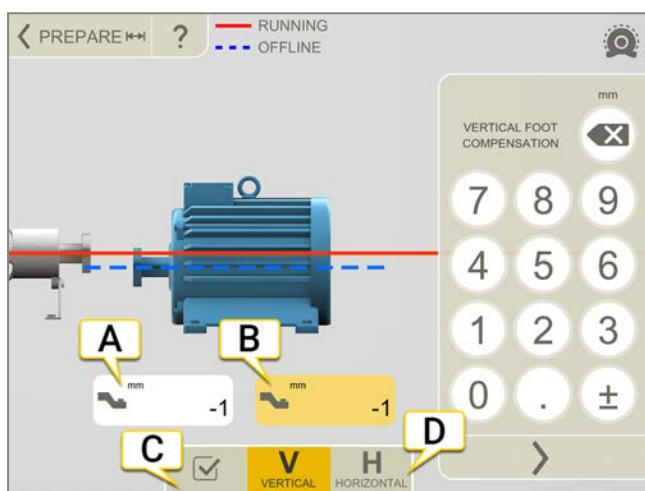 PREPARE
?
RUNNING
OFFLINE
mm
VERTICAL FOOT
COMPENSATION
7 8 9
4 5 6
1 2 3
0 . ±
A
B
mm
-1
mm
-1
C
D
V
VERTICAL
H
HORIZONTAL